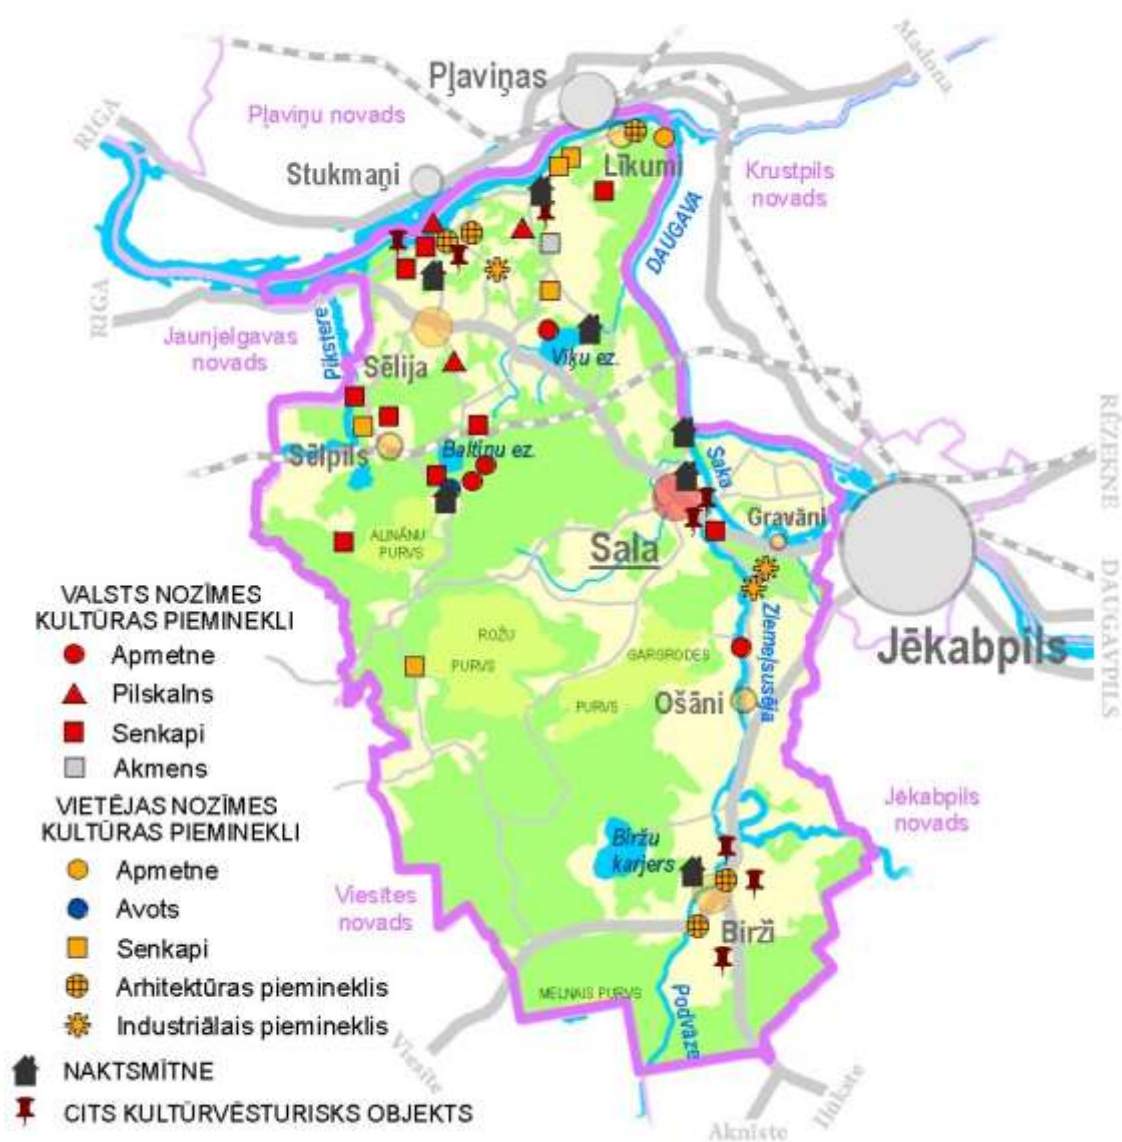 Madona
Pļaviņas
Pļaviņu novads
RIGA
Stukmaņi
Līkumi
Krustpils
novads
DAUGAVA
RIGA
Jaunjelgavas
novads
Pikstere
Viķu ez.
Sēlija
RĒZEKNE
Sēlpils
Baltiņu ez.
Saka
Gravāni
ALINĀNU
PURVS
Sala
DAUGAVPILS
VALSTS NOZĪMES
KULTŪRAS PIEMINEKLI
Apmetne
Pilskalns
Senkapi
Akmens
ROŽU
PURVS
GARGRODES
PURVS
Ziemeļsusēja
Jēkabpils
Ošāni
VIETĒJAS NOZĪMES
KULTŪRAS PIEMINEKLI
Apmetne
Avots
Senkapi
Arhitektūras piemineklis
Industriālais piemineklis
Jēkabpils
novads
Biržu
karjers
Viesītes
novads
Birži
MELNAIS PURVS
Podvāze
Viesīte
Ilūkste
Aknīste
NAKTSMĪTNE
CITS KULTŪRVĒSTURISKS OBJEKTS